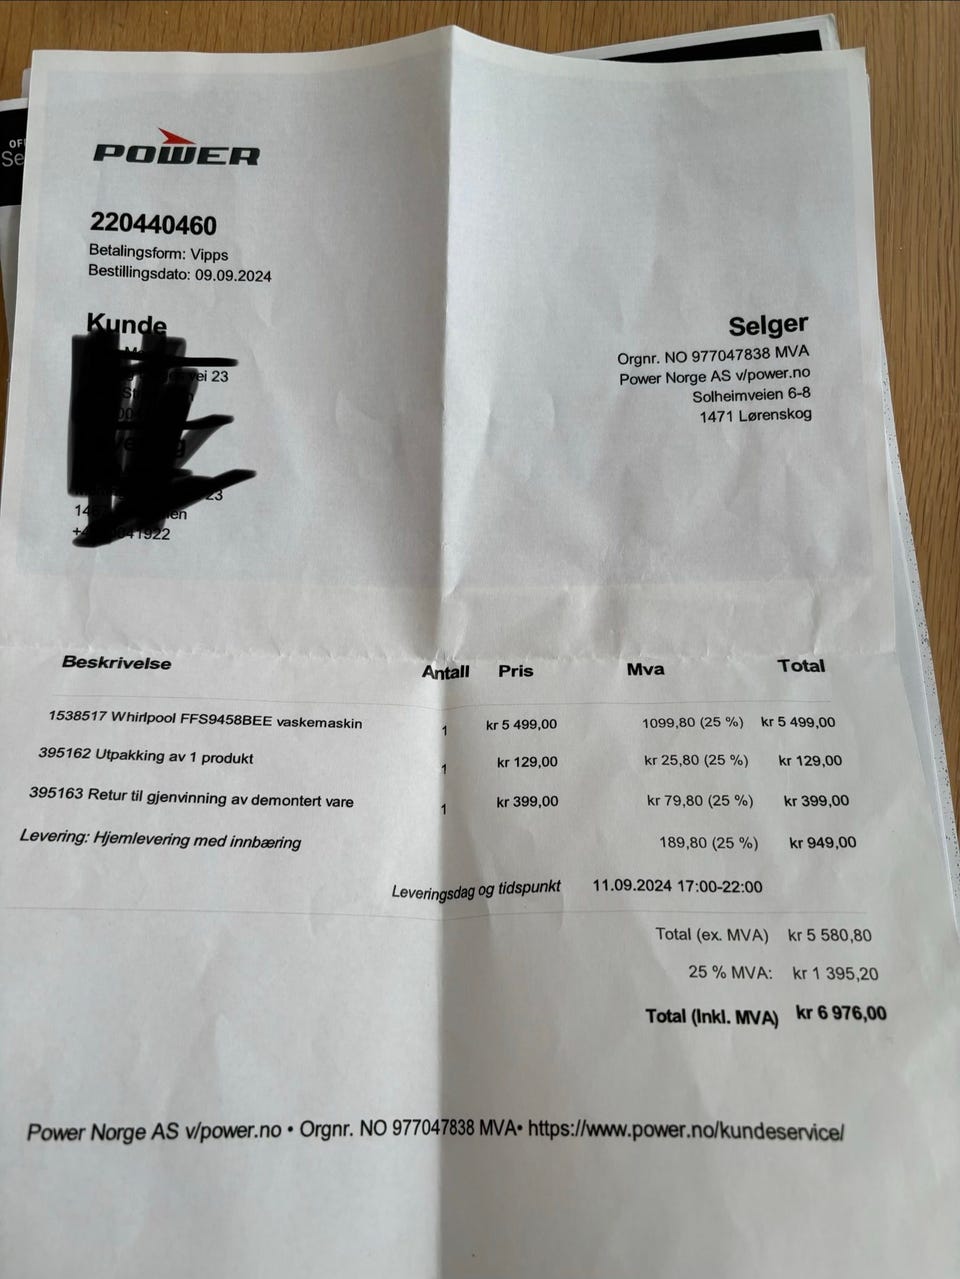 POWER
220440460
Betalingsform: Vipps
Bestillingsdato: 09.09.2024
Kunde
vei 23
23
1922
Selger
Orgnr. NO 977047838 MVA
Power Norge AS v/power.no
Solheimveien 6-8
1471 Lørenskog
Beskrivelse Antall Pris Mva Total
1538517 Whirlpool FFS9458BEE vaskemaskin 1 kr 5 499,00 1099,80 (25 %) kr 5 499,00
395162 Utpakking av 1 produkt 1 kr 129,00 kr 25,80 (25 %) kr 129,00
395163 Retur til gjenvinning av demontert vare 1 kr 399,00 kr 79,80 (25 %) kr 399,00
Levering: Hjemlevering med innbæring 189,80 (25 %) kr 949,00
Leveringsdag og tidspunkt 11.09.2024 17:00-22:00
Total (ex. MVA) kr 5 580,80
25 % MVA: kr 1 395,20
Total (Inkl. MVA) kr 6 976,00
Power Norge AS v/power.no • Orgnr. NO 977047838 MVA• https://www.power.no/kundeservice/